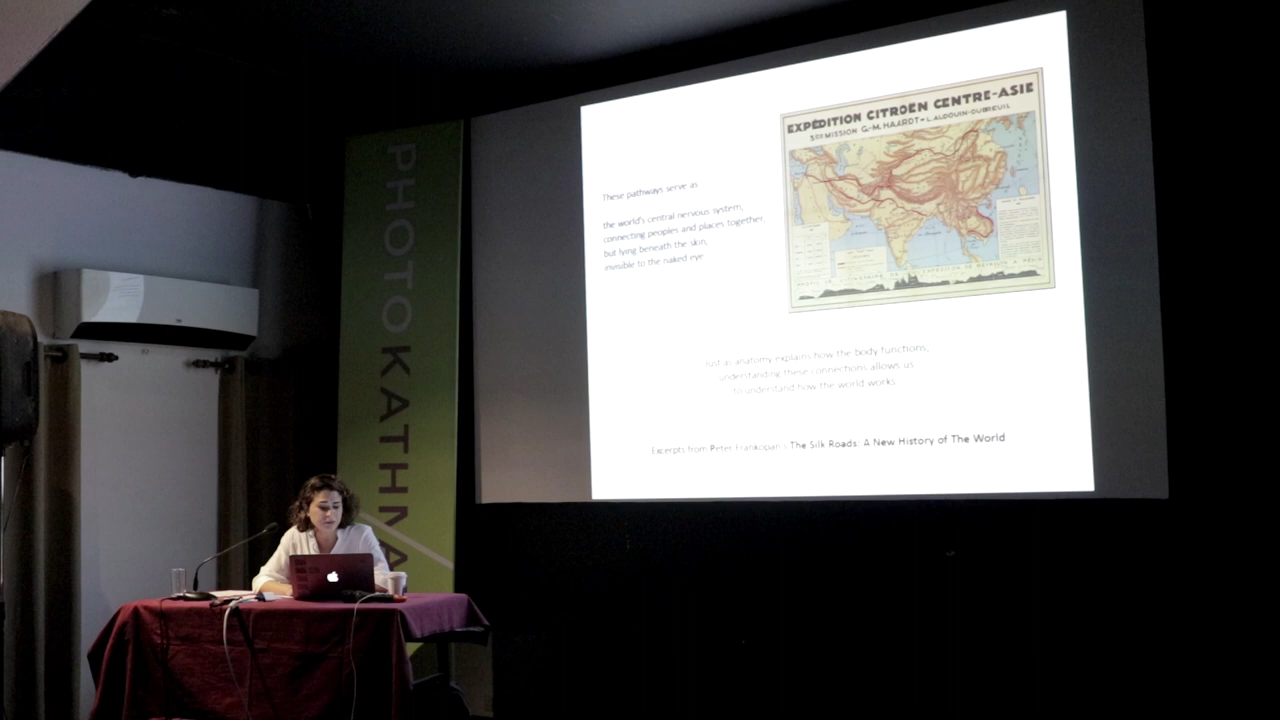 PHOTO KATHMA
These pathways serve as
the world's central nervous system,
connecting peoples and places together,
but lying beneath the skin,
invisible to the naked eye
EXPÉDITION CITROËN CENTRE-ASIE
3ÈME MISSION G.-M. HAARDT - L. AUDOUIN-DUBREUIL
Just as anatomy explains how the body functions,
understanding these connections allows us
to understand how the world works.
Excerpts from Peter Frankopan's The Silk Roads: A New History of The World